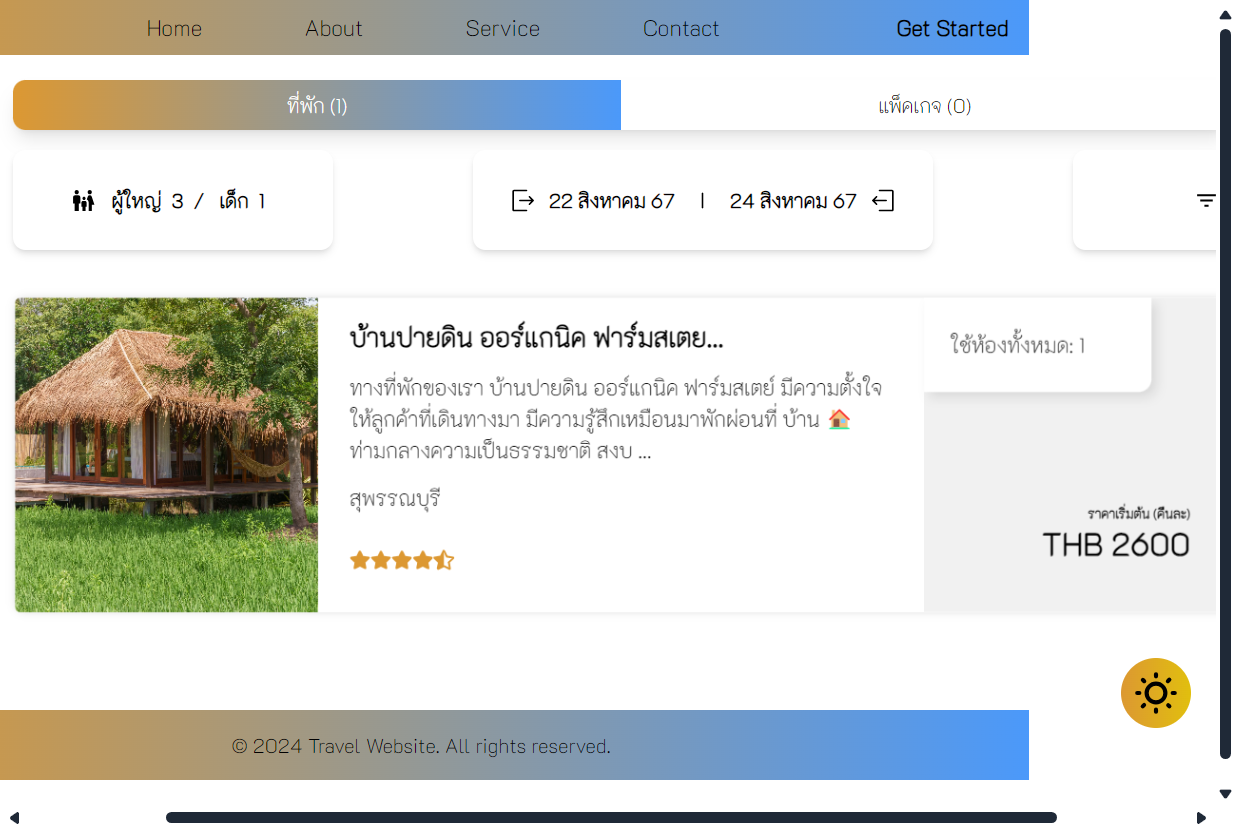 Home About Service Contact Get Started
ที่พัก (1) แพ็คเกจ (0)
ผู้ใหญ่ 3 / เด็ก 1 22 สิงหาคม 67 | 24 สิงหาคม 67
บ้านปายดิน ออร์แกนิค ฟาร์มสเตย...
ใช้ห้องทั้งหมด: 1
ทางที่พักของเรา บ้านปายดิน ออร์แกนิค ฟาร์มสเตย์ มีความตั้งใจ
ให้ลูกค้าที่เดินทางมา มีความรู้สึกเหมือนมาพักผ่อนที่ บ้าน 🏠
ท่ามกลางความเป็นธรรมชาติ สงบ ...
สุพรรณบุรี
ราคาเริ่มต้น (คืนละ)
THB 2600
© 2024 Travel Website. All rights reserved.